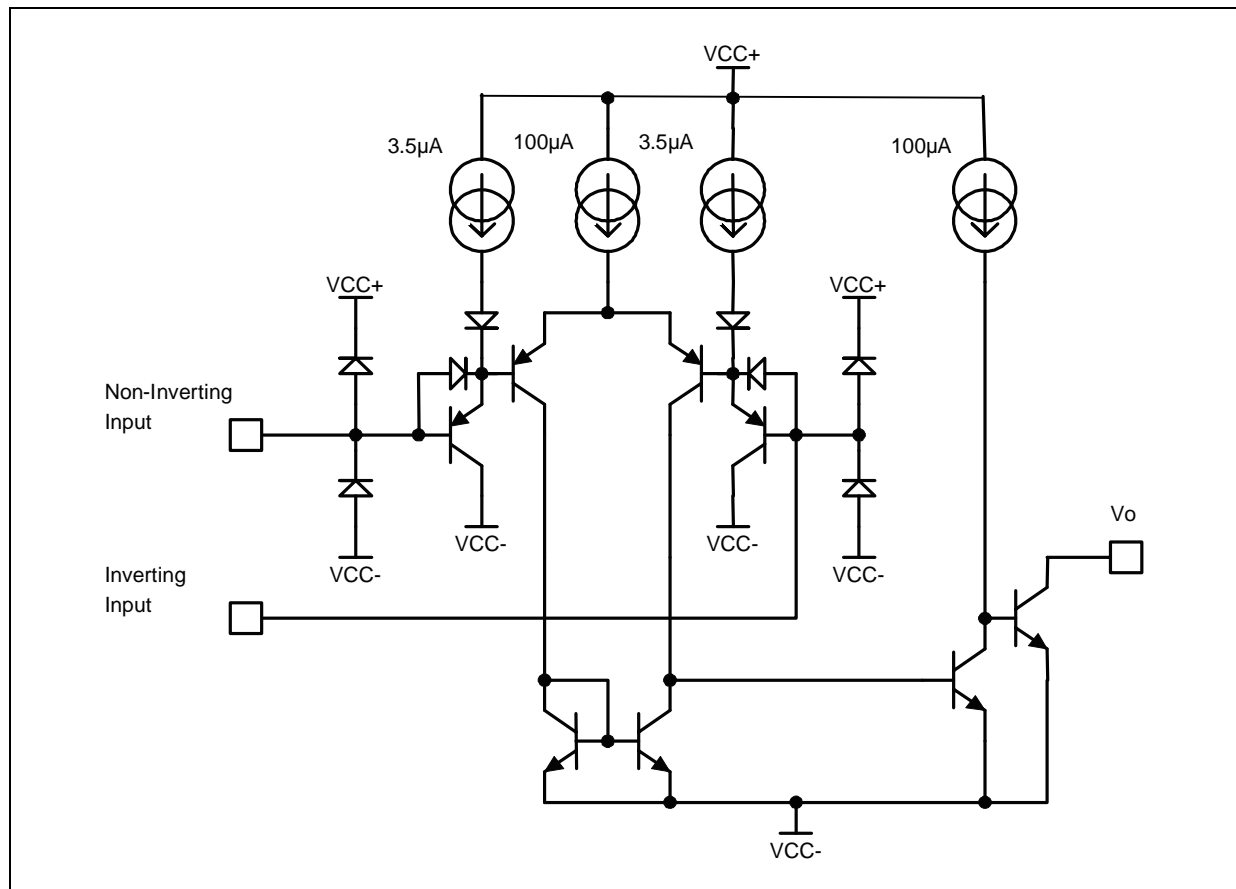 VCC+
3.5µA
100µA
3.5µA
100µA
VCC+
VCC+
Non-Inverting
Input
VCC-
VCC-
VCC-
VCC-
Vo
Inverting
Input
VCC-